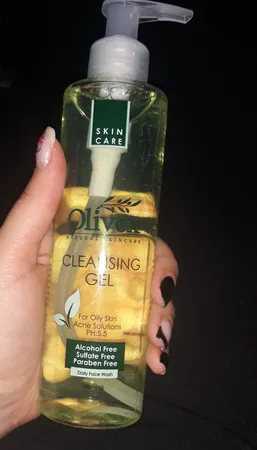 SKIN
CARE
Oliver
NATURAL SKINCARE
CLEANSING
GEL
For Oily Skin
Acne Solutions
PH:5.5
Alcohol Free
Sulfate Free
Paraben Free
Daily Face Wash